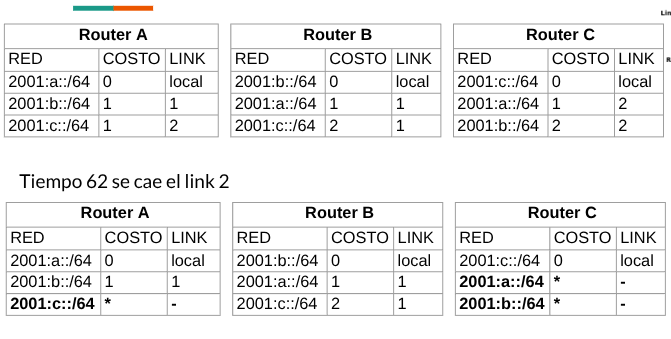 Lin
R
Router A
RED COSTO LINK
2001:a::/64 0 local
2001:b::/64 1 1
2001:c::/64 1 2
Router B
RED COSTO LINK
2001:b::/64 0 local
2001:a::/64 1 1
2001:c::/64 2 1
Router C
RED COSTO LINK
2001:c::/64 0 local
2001:a::/64 1 2
2001:b::/64 2 2
Tiempo 62 se cae el link 2
Router A
RED COSTO LINK
2001:a::/64 0 local
2001:b::/64 1 1
2001:c::/64 * -
Router B
RED COSTO LINK
2001:b::/64 0 local
2001:a::/64 1 1
2001:c::/64 2 1
Router C
RED COSTO LINK
2001:c::/64 0 local
2001:a::/64 * -
2001:b::/64 * -